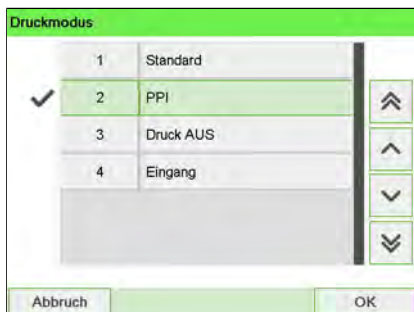 Druckmodus
1 Standard
2 PPI
3 Druck AUS
4 Eingang
Abbruch OK